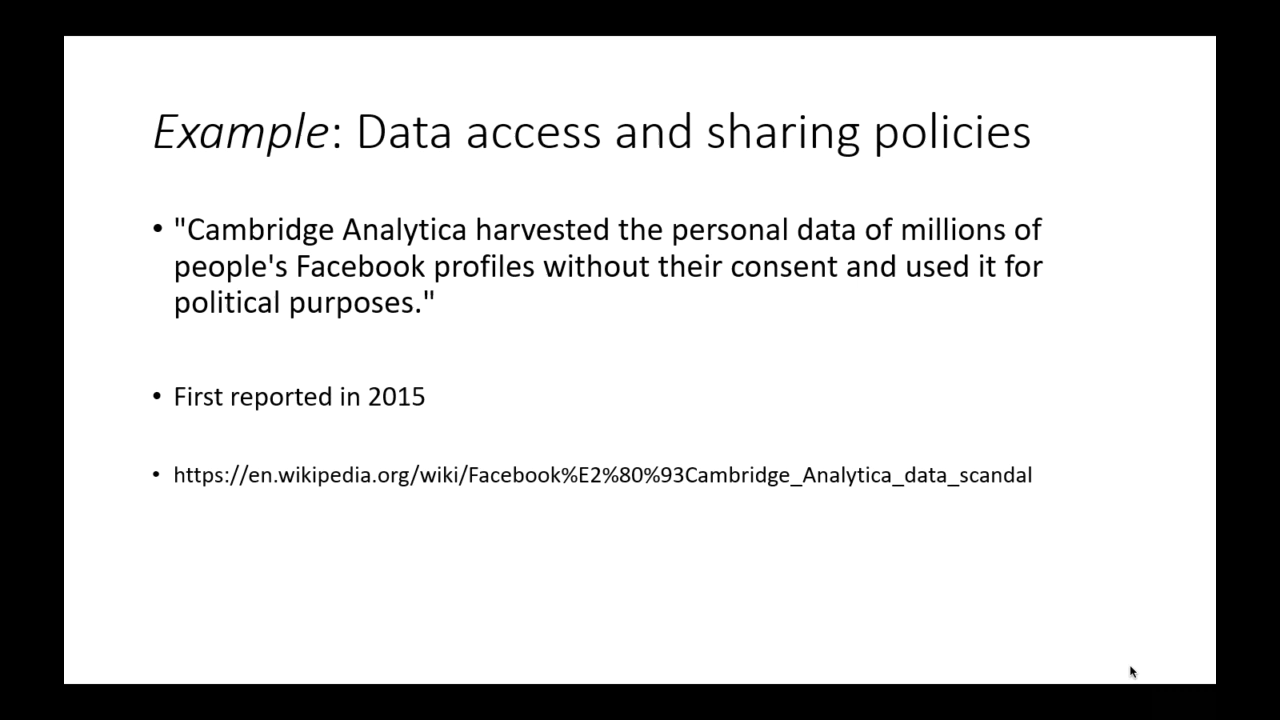 Example: Data access and sharing policies
• "Cambridge Analytica harvested the personal data of millions of
people's Facebook profiles without their consent and used it for
political purposes."
• First reported in 2015
• https://en.wikipedia.org/wiki/Facebook%E2%80%93Cambridge_Analytica_data_scandal